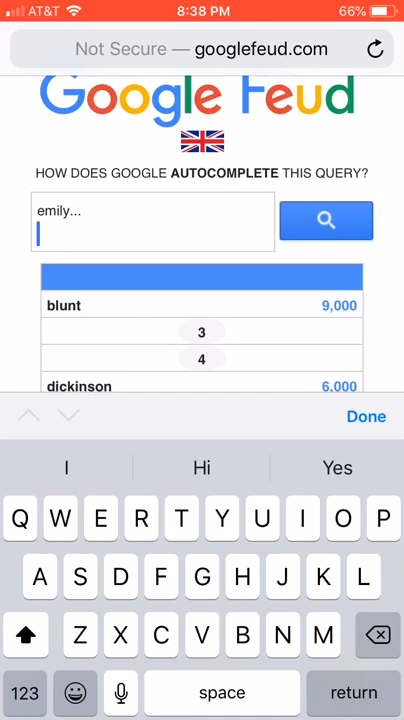 AT&T 8:38 PM 66%
Not Secure — googlefeud.com
Google Feud
HOW DOES GOOGLE AUTOCOMPLETE THIS QUERY?
emily...
blunt 9,000
3
4
dickinson 6,000
Done
I Hi Yes
Q W E R T Y U I O P
A S D F G H J K L
Z X C V B N M
123 space return